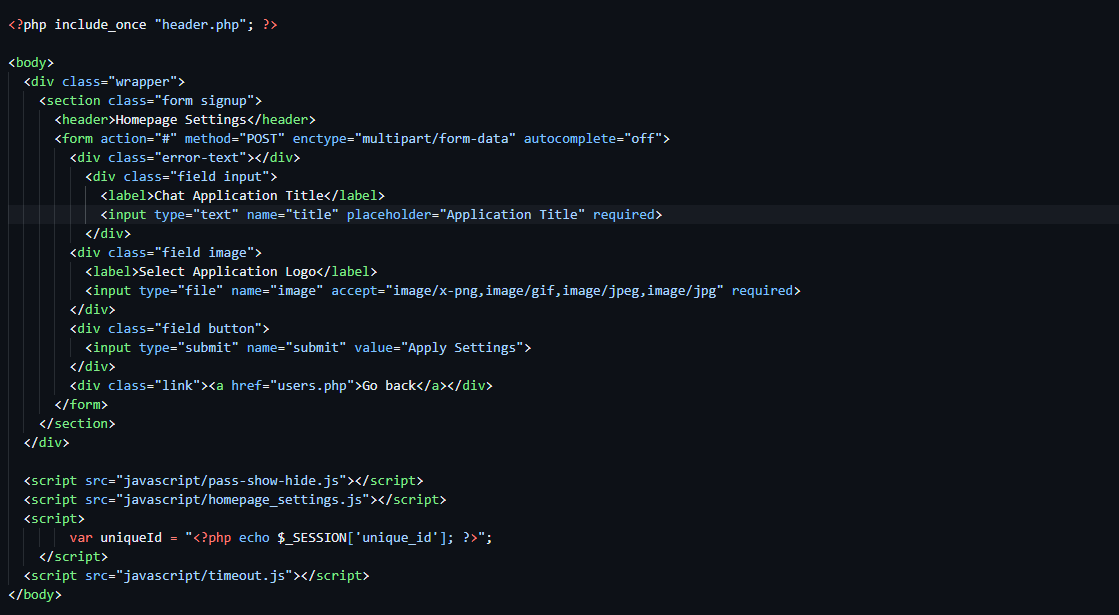 <?php include_once "header.php"; ?>

<body>
  <div class="wrapper">
    <section class="form signup">
      <header>Homepage Settings</header>
      <form action="#" method="POST" enctype="multipart/form-data" autocomplete="off">
        <div class="error-text"></div>
          <div class="field input">
            <label>Chat Application Title</label>
            <input type="text" name="title" placeholder="Application Title" required>
          </div>
        <div class="field image">
          <label>Select Application Logo</label>
          <input type="file" name="image" accept="image/x-png,image/gif,image/jpeg,image/jpg" required>
        </div>
        <div class="field button">
          <input type="submit" name="submit" value="Apply Settings">
        </div>
        <div class="link"><a href="users.php">Go back</a></div>
      </form>
    </section>
  </div>

  <script src="javascript/pass-show-hide.js"></script>
  <script src="javascript/homepage_settings.js"></script>
  <script>
        var uniqueId = "<?php echo $_SESSION['unique_id']; ?>";
    </script>
  <script src="javascript/timeout.js"></script>
</body>